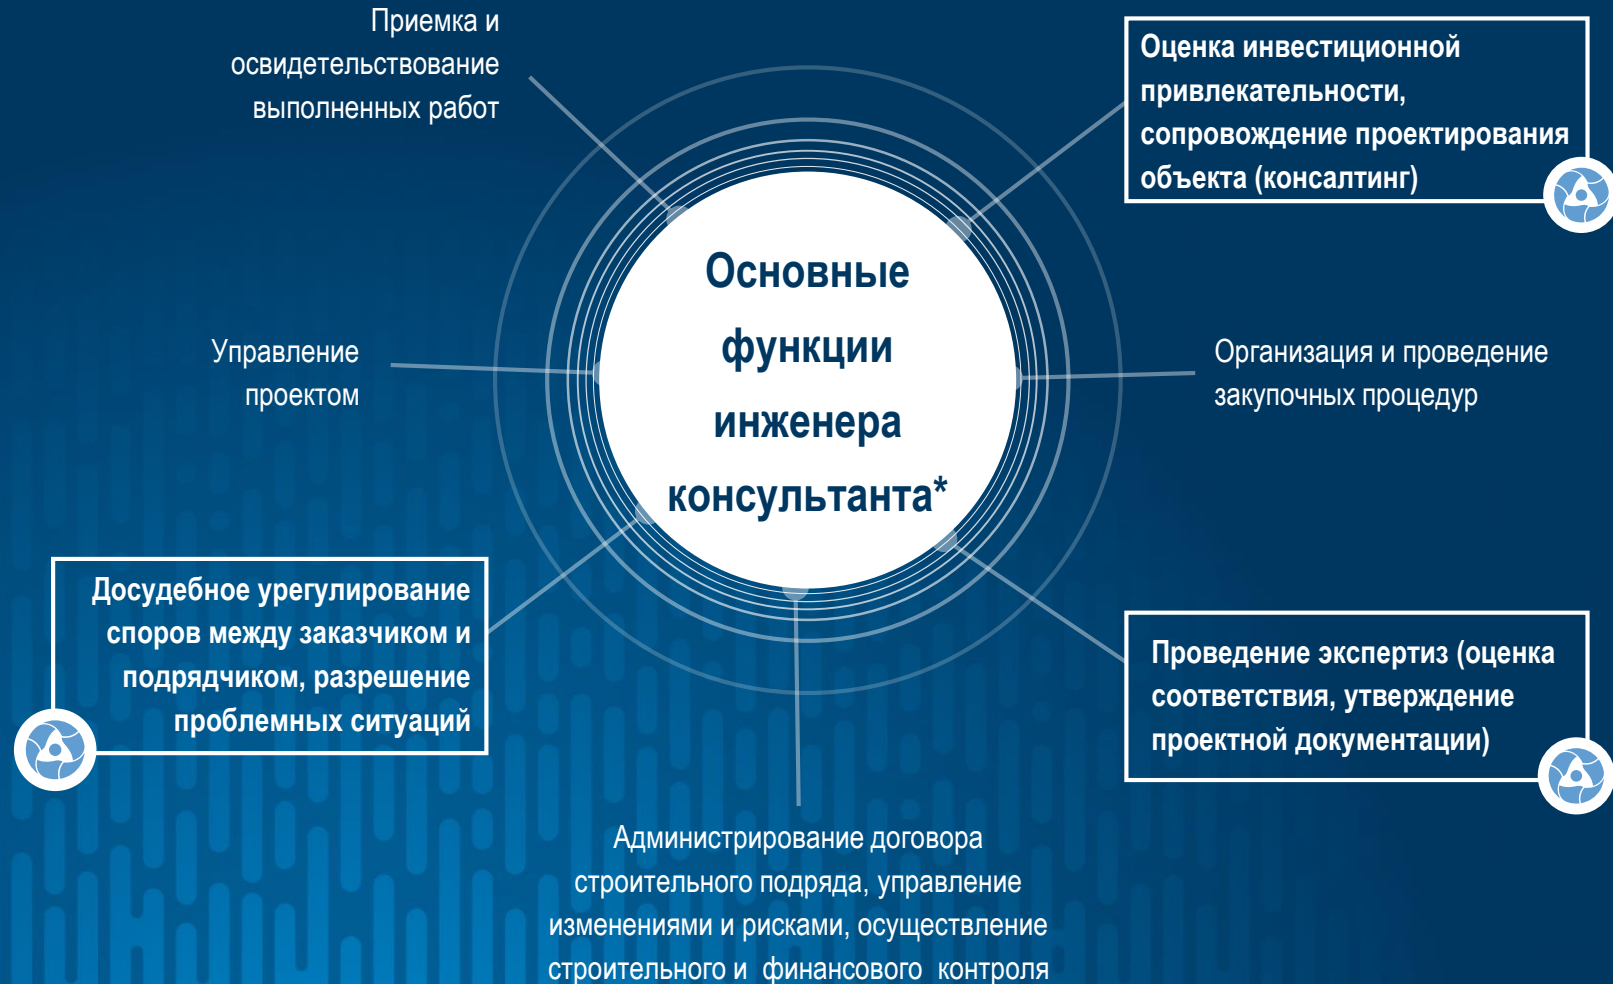 Приемка и
освидетельствование
выполненных работ
Оценка инвестиционной
привлекательности,
сопровождение проектирования
объекта (консалтинг)
Основные
функции
инженера
консультанта*
Управление
проектом
Организация и проведение
закупочных процедур
Досудебное урегулирование
споров между заказчиком и
подрядчиком, разрешение
проблемных ситуаций
Проведение экспертиз (оценка
соответствия, утверждение
проектной документации)
Администрирование договора
строительного подряда, управление
изменениями и рисками, осуществление
строительного и финансового контроля